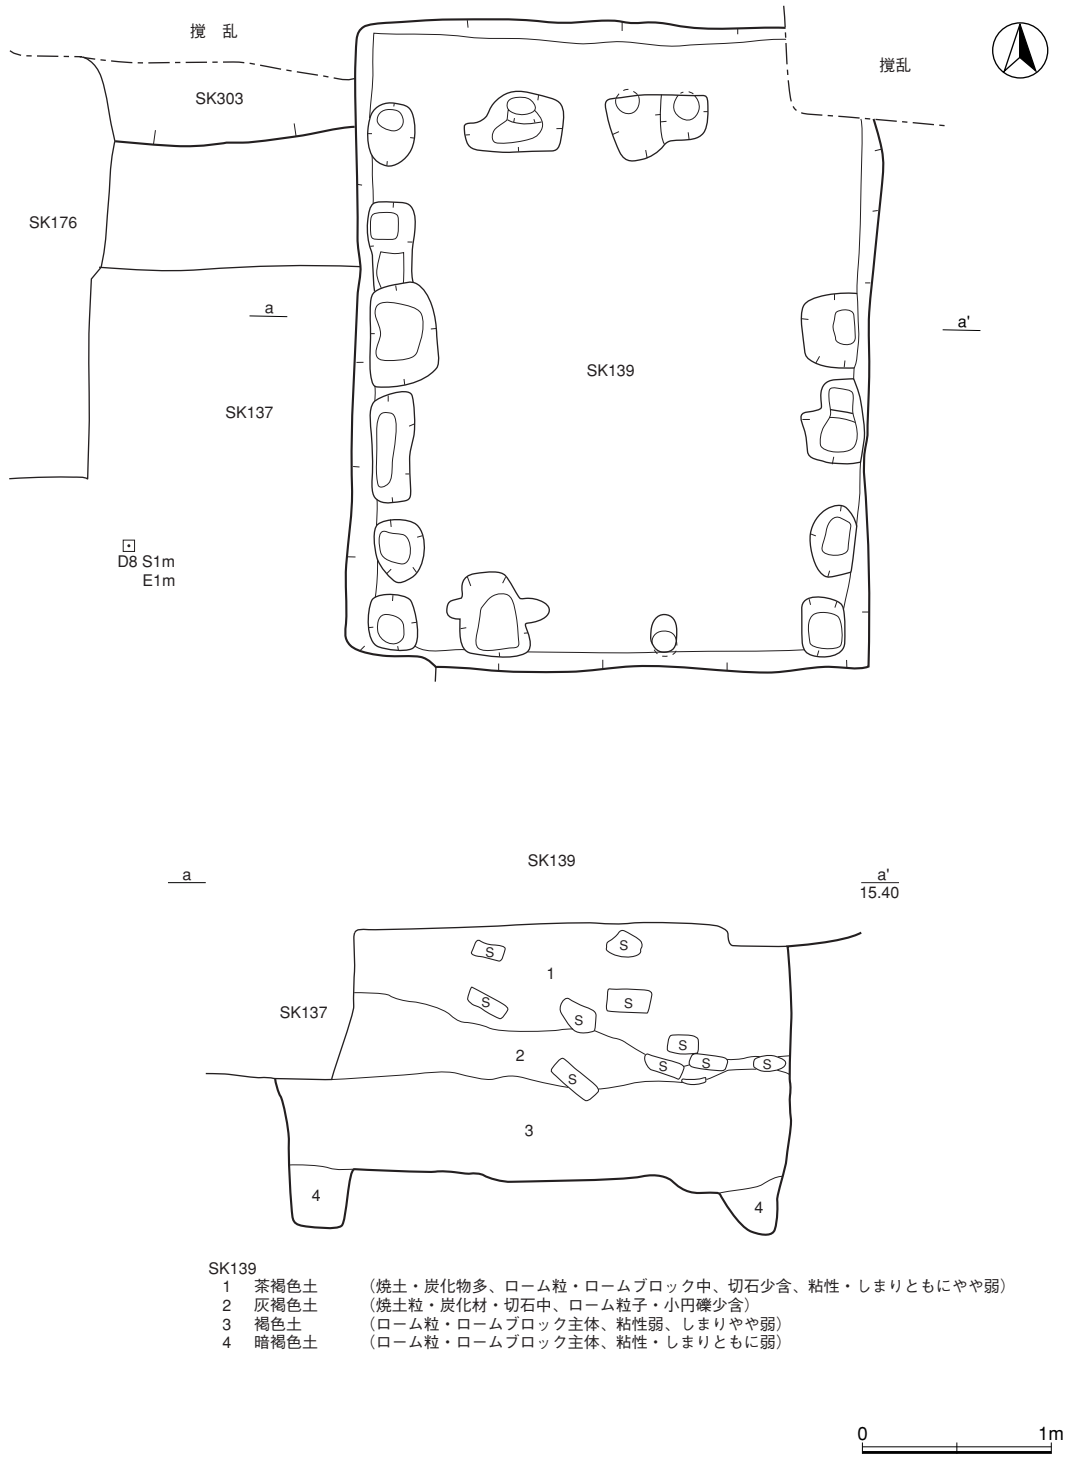 撹　乱
撹乱
SK303
SK176
a
a'
SK139
SK137
D8 S1m
E1m
SK139
a
a'
15.40
S
S
1
S
S
S
SK137
S
2
S
S
S
S
3
4
4
SK139
1　茶褐色土　（焼土・炭化物多、ローム粒・ロームブロック中、切石少含、粘性・しまりともにやや弱）
2　灰褐色土　（焼土粒・炭化材・切石中、ローム粒子・小円礫少含）
3　褐色土　（ローム粒・ロームブロック主体、粘性弱、しまりやや弱）
4　暗褐色土　（ローム粒・ロームブロック主体、粘性・しまりともに弱）
0　1m